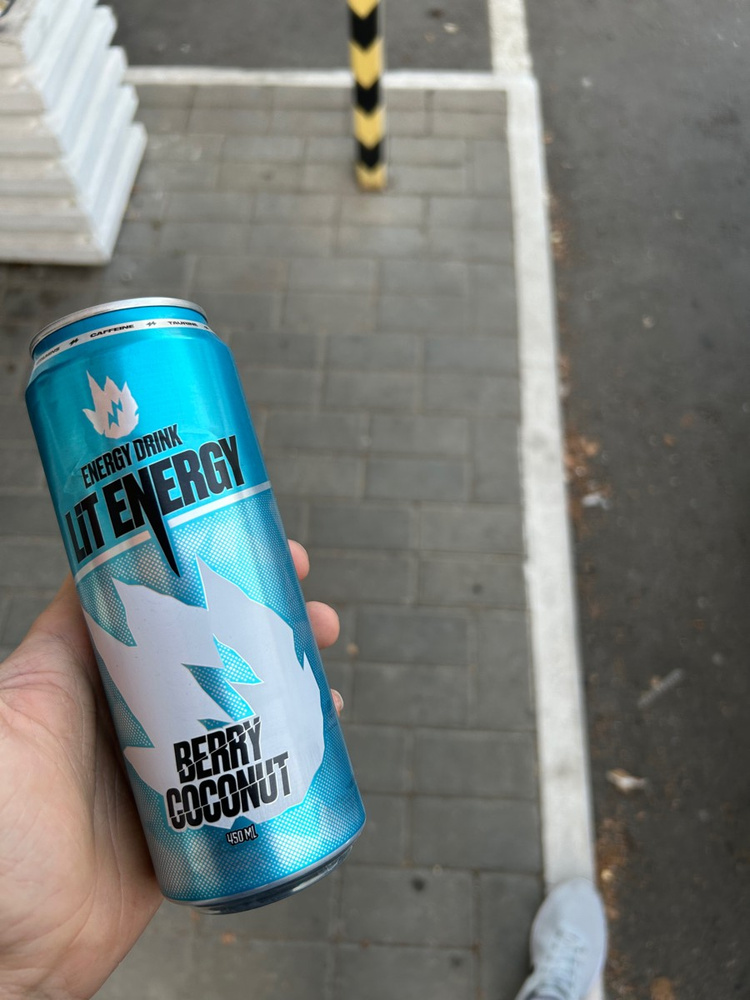 CAFFEINE TAURINE
ENERGY DRINK
LIT ENERGY
BERRY
COCONUT
450 ML